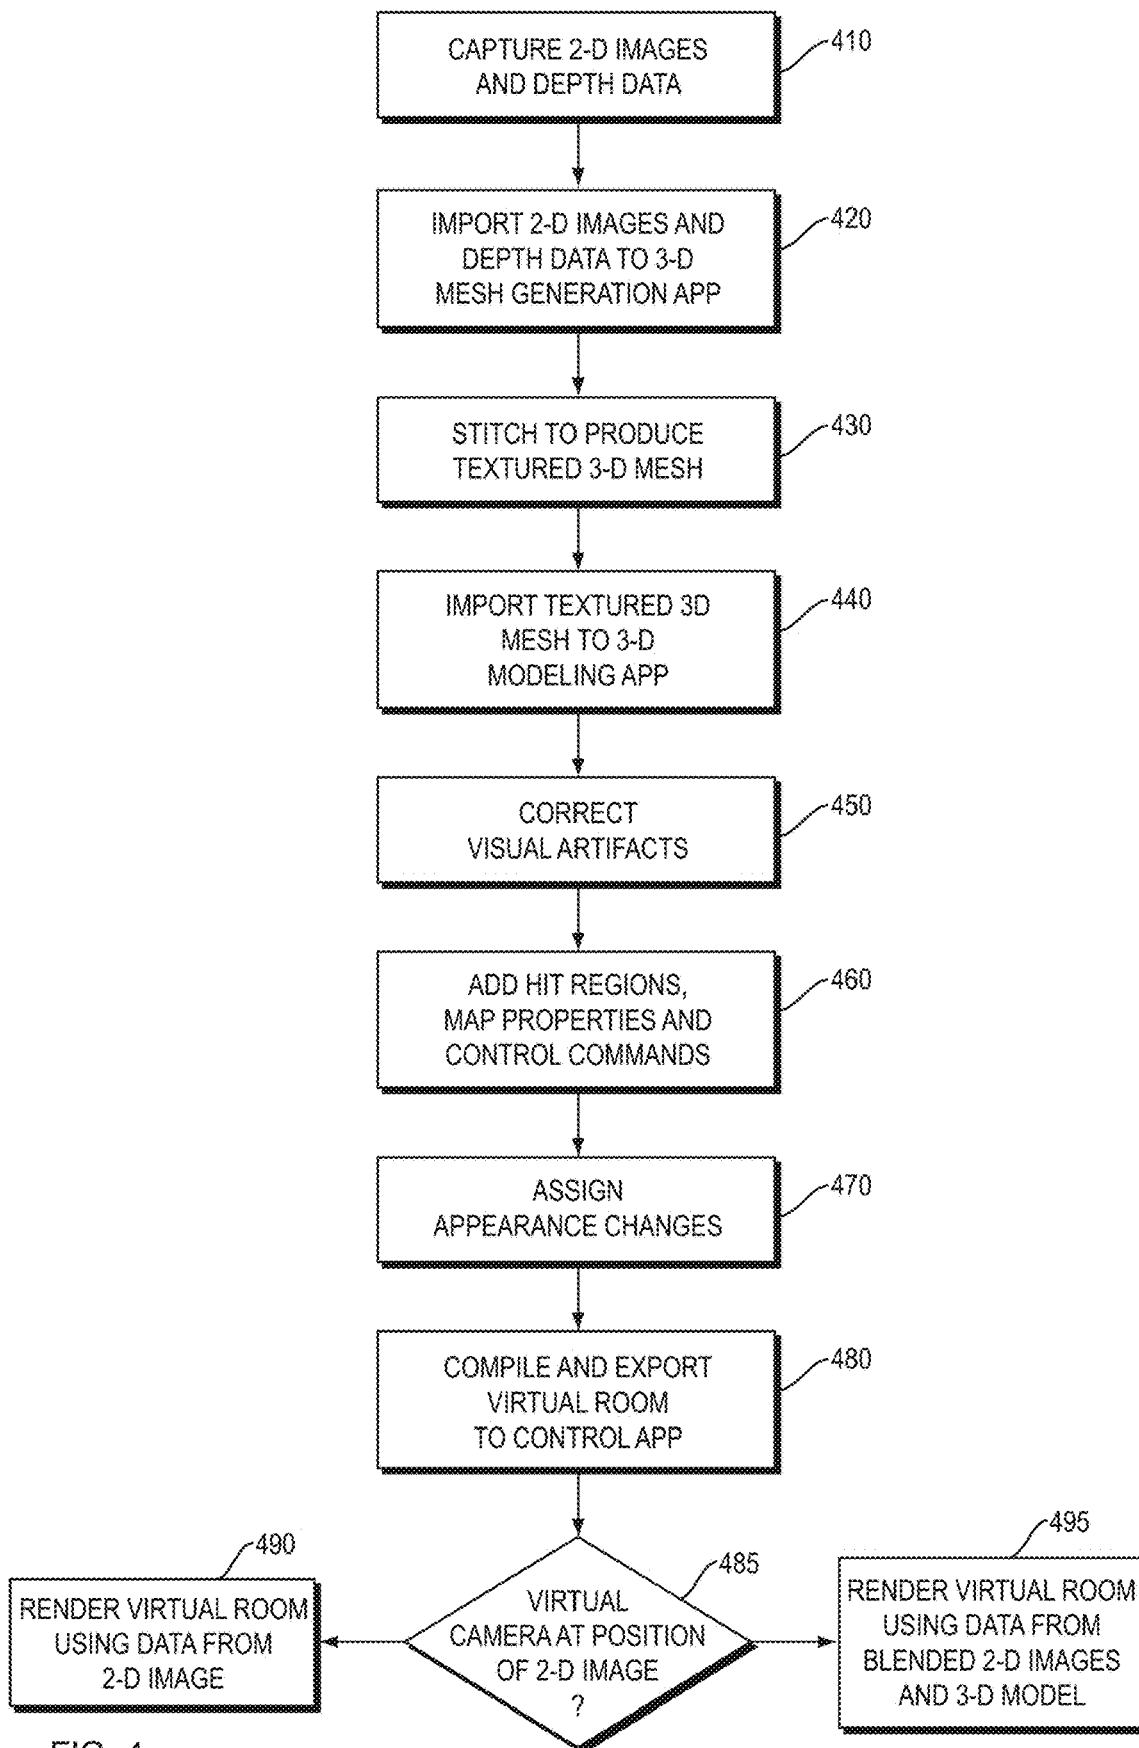 CAPTURE 2-D IMAGES
AND DEPTH DATA
410
IMPORT 2-D IMAGES AND
DEPTH DATA TO 3-D
MESH GENERATION APP
420
STITCH TO PRODUCE
TEXTURED 3-D MESH
430
IMPORT TEXTURED 3D
MESH TO 3-D
MODELING APP
440
CORRECT
VISUAL ARTIFACTS
450
ADD HIT REGIONS,
MAP PROPERTIES AND
CONTROL COMMANDS
460
ASSIGN
APPEARANCE CHANGES
470
COMPILE AND EXPORT
VIRTUAL ROOM
TO CONTROL APP
480
VIRTUAL
CAMERA AT POSITION
OF 2-D IMAGE
?
485
RENDER VIRTUAL ROOM
USING DATA FROM
2-D IMAGE
490
RENDER VIRTUAL ROOM
USING DATA FROM
BLENDED 2-D IMAGES
AND 3-D MODEL
495